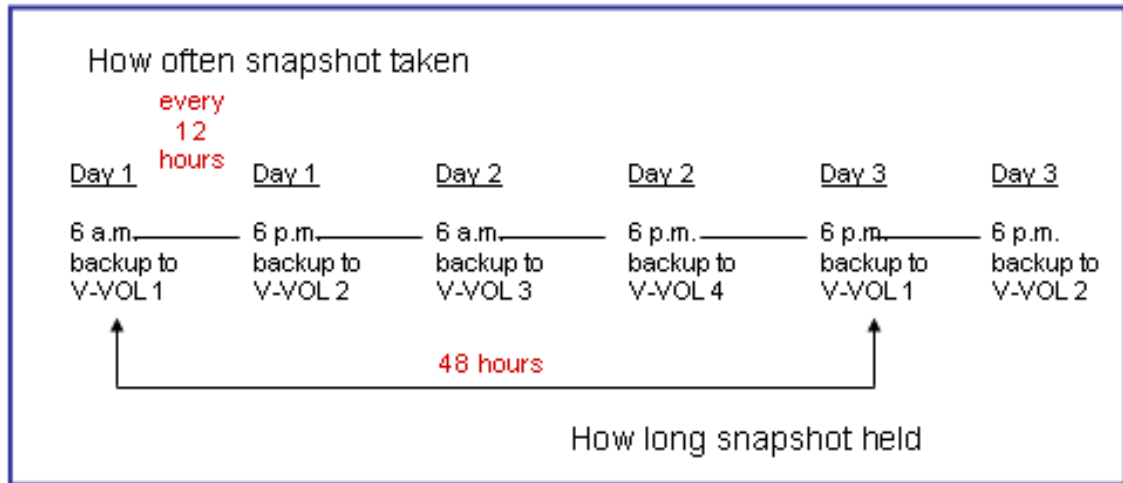 How often snapshot taken
every
12
hours
Day 1 Day 1 Day 2 Day 2 Day 3 Day 3
6 a.m. 6 p.m. 6 a.m. 6 p.m. 6 p.m. 6 p.m.
backup to backup to backup to backup to backup to backup to
V-VOL 1 V-VOL 2 V-VOL 3 V-VOL 4 V-VOL 1 V-VOL 2
48 hours
How long snapshot held